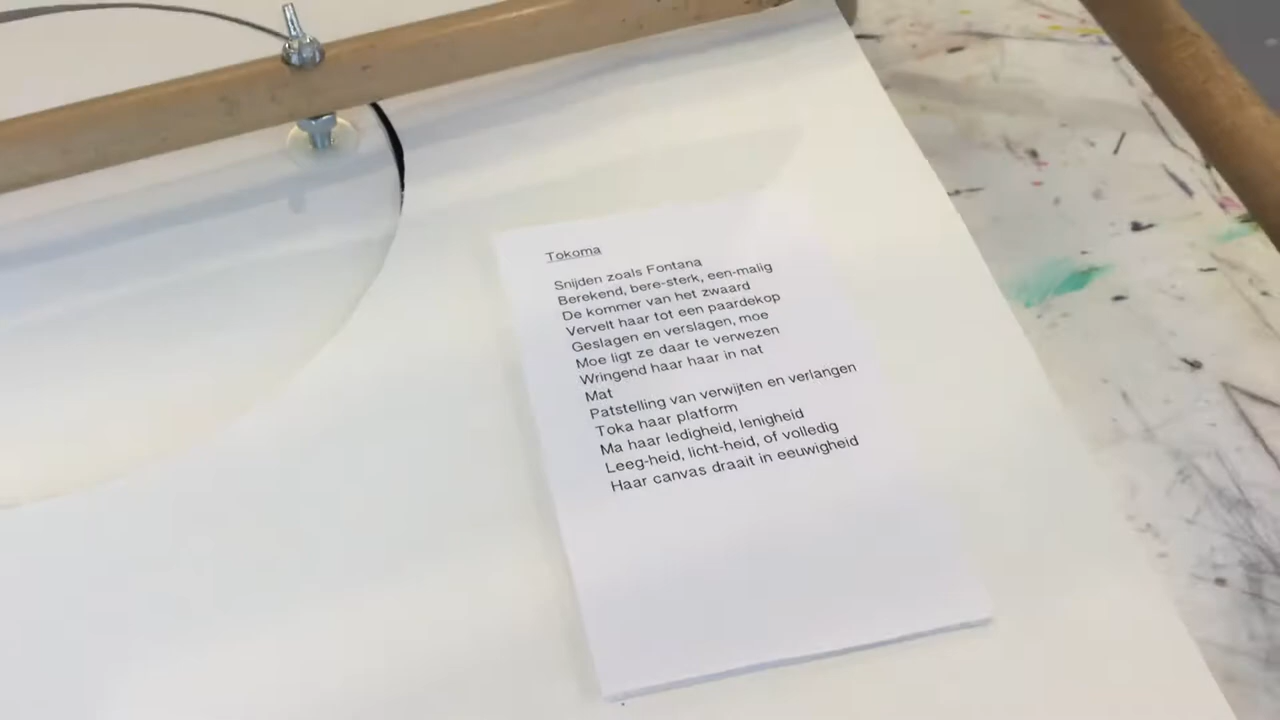 Tokoma
Snijden zoals Fontana
Berekend, bere-sterk, een-malig
De kommer van het zwaard
Vervelt haar tot een paardekop
Geslagen en verslagen, moe
Moe ligt ze daar te verwezen
Wringend haar haar in nat
Mat
Patstelling van verwijten en verlangen
Toka haar platform
Ma haar ledigheid, lenigheid
Leeg-heid, licht-heid, of volledig
Haar canvas draait in eeuwigheid